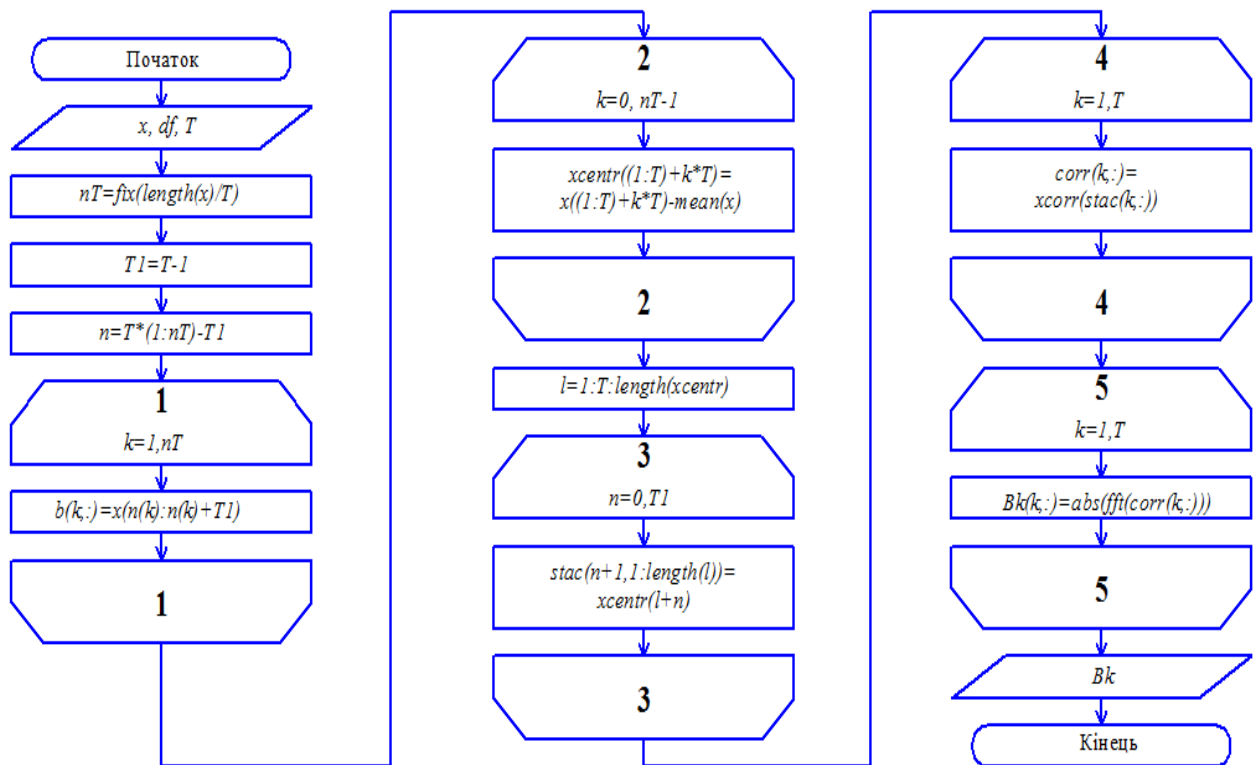 Початок
x, df, T
nT=fix(length(x)/T)
T1=T-1
n=T*(1:nT)-T1
1
k=1,nT
b(k,:)=x(n(k):n(k)+T1)
1
2
k=0, nT-1
xcentr((1:T)+k*T)=
x((1:T)+k*T)-mean(x)
2
l=1:T:length(xcentr)
3
n=0,T1
stac(n+1,1:length(l))=
xcentr(l+n)
3
4
k=1,T
corr(k,:)=
xcorr(stac(k,:))
4
5
k=1,T
Bk(k,:)=abs(fft(corr(k,:)))
5
Bk
Кінець